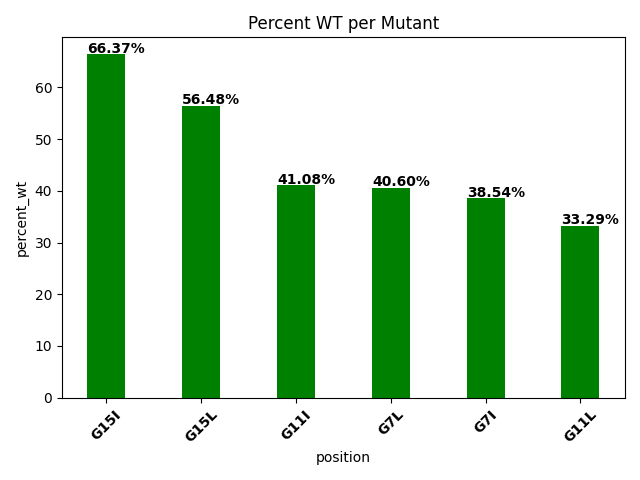 Percent WT per Mutant
66.37%
56.48%
41.08%
40.60%
38.54%
33.29%
percent_wt
60
50
40
30
20
10
0
G15I
G15L
G11I
G7L
G7I
G11L
position